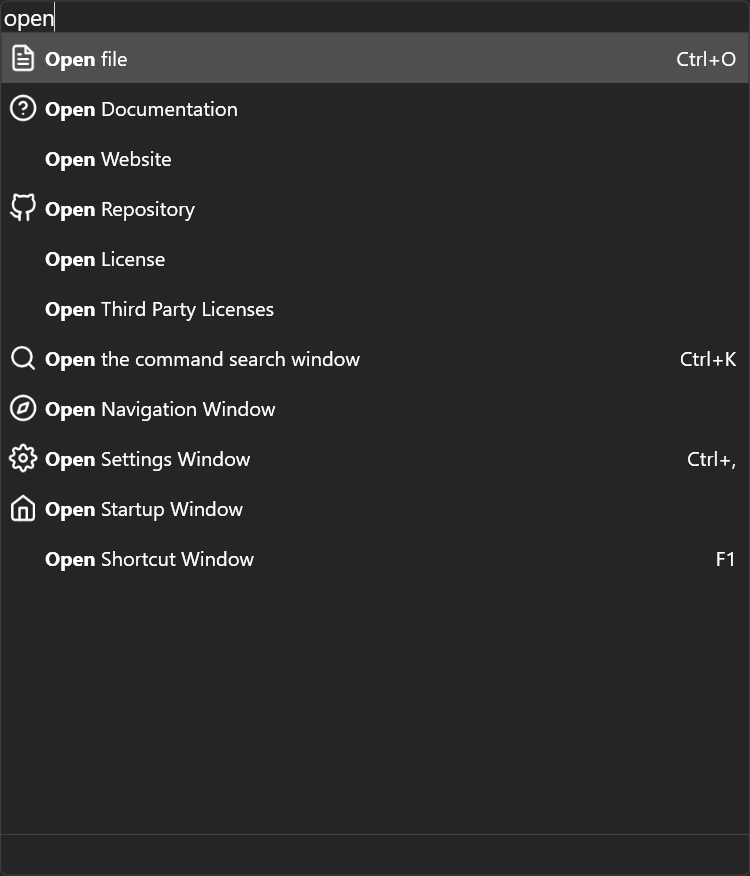 open
Open file Ctrl+O
Open Documentation
Open Website
Open Repository
Open License
Open Third Party Licenses
Open the command search window Ctrl+K
Open Navigation Window
Open Settings Window Ctrl+,
Open Startup Window
Open Shortcut Window F1